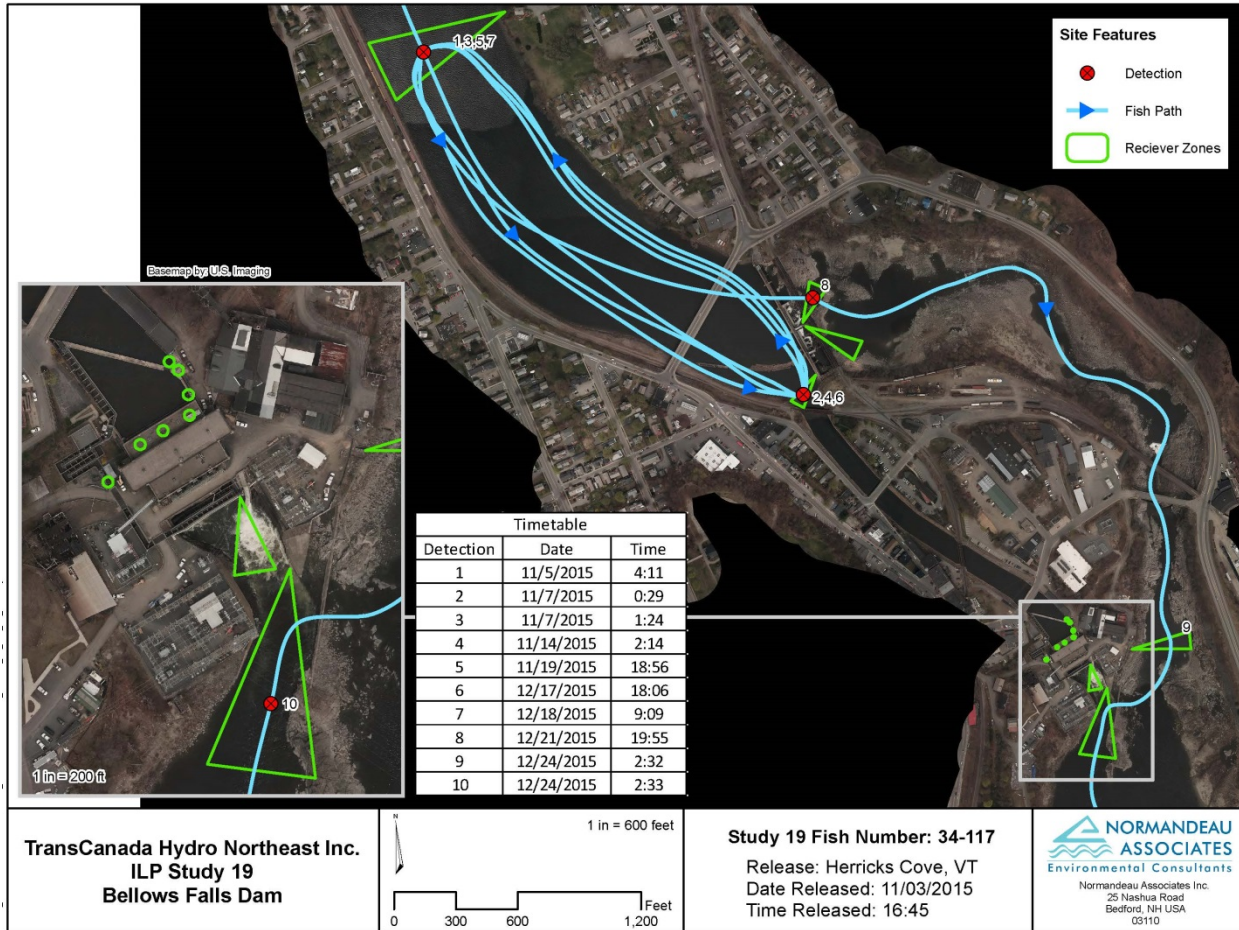 1,3,5,7
Site Features
Detection
Fish Path
Reciever Zones
Basemap by: U.S. Imaging
8
2,4,6
9
10
1 in = 200 ft
Timetable
Detection Date Time
1 11/5/2015 4:11
2 11/7/2015 0:29
3 11/7/2015 1:24
4 11/14/2015 2:14
5 11/19/2015 18:56
6 12/17/2015 18:06
7 12/18/2015 9:09
8 12/21/2015 19:55
9 12/24/2015 2:32
10 12/24/2015 2:33
TransCanada Hydro Northeast Inc.
ILP Study 19
Bellows Falls Dam
N
1 in = 600 feet
Feet
0 300 600 1,200
Study 19 Fish Number: 34-117
Release: Herricks Cove, VT
Date Released: 11/03/2015
Time Released: 16:45
NORMANDEAU
ASSOCIATES
Environmental Consultants
Normandeau Associates Inc.
25 Nashua Road
Bedford, NH USA
03110